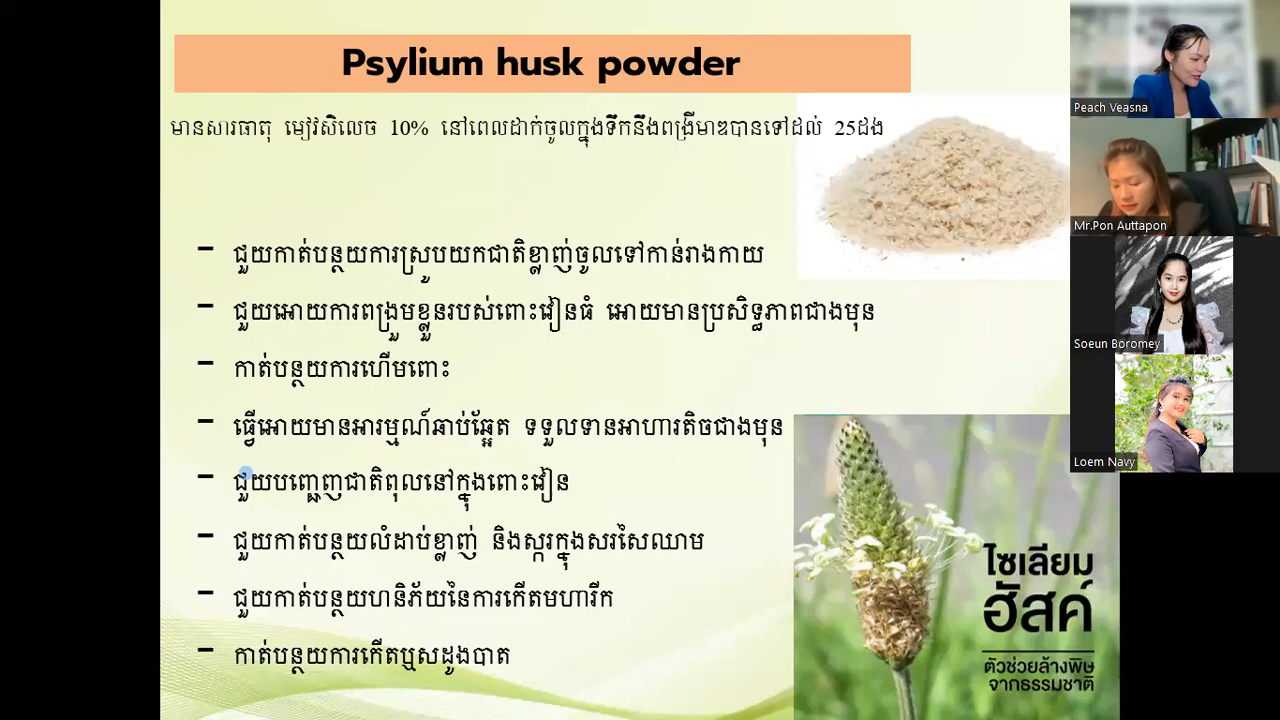 Psylium husk powder
មានសារធាតុ មៀវសិលេច 10% នៅពេលដាក់ចូលក្នុងទឹកនឹងពង្រីមាឌបានទៅដល់ 25ដង
- ជួយកាត់បន្ថយការស្រូបយកជាតិខ្លាញ់ចូលទៅកាន់រាងកាយ
- ជួយអោយការពង្រួមខ្លួនរបស់ពោះវៀនធំ អោយមានប្រសិទ្ធភាពជាងមុន
- កាត់បន្ថយការហើមពោះ
- ធ្វើអោយមានអារម្មណ៍ឆាប់ឆ្អែត ទទួលទានអាហារតិចជាងមុន
- ជួយបញ្ចេញជាតិពុលនៅក្នុងពោះវៀន
- ជួយកាត់បន្ថយលំដាប់ខ្លាញ់ និងស្ករក្នុងសរសៃឈាម
- ជួយកាត់បន្ថយហនិភ័យនៃការកើតមហារីក
- កាត់បន្ថយការកើតឫសដូងបាត
ไซเลียม
ฮัสค์
ตัวช่วยล้างพิษ
จากธรรมชาติ
Peach Veasna
Mr.Pon Auttapon
Soeun Boromey
Loem Navy